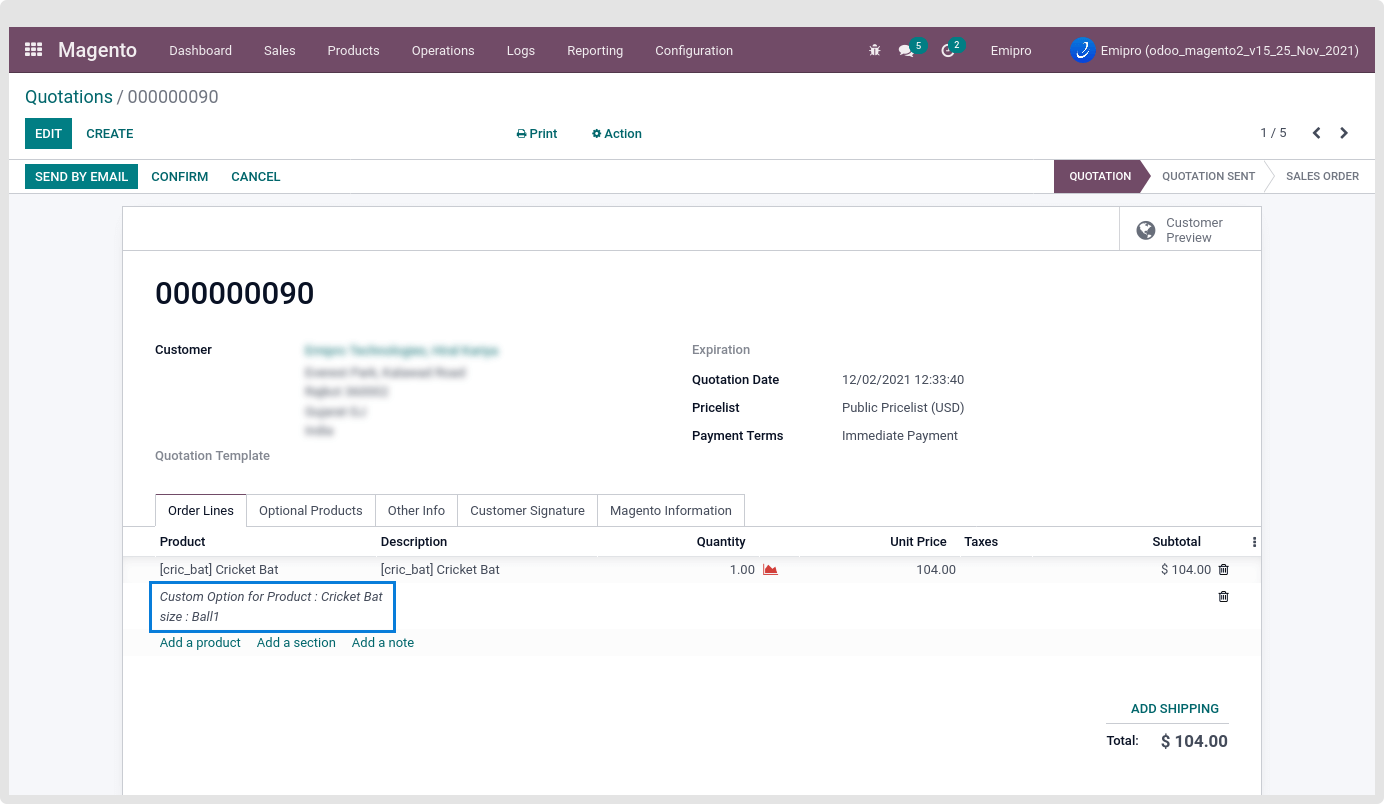 Magento Dashboard Sales Products Operations Logs Reporting Configuration 5 2 Emipro Emipro (odoo_magento2_v15_25_Nov_2021)
Quotations / 000000090
EDIT CREATE Print Action 1 / 5
SEND BY EMAIL CONFIRM CANCEL QUOTATION QUOTATION SENT SALES ORDER
Customer
Preview
000000090
Customer
Expiration
Quotation Date 12/02/2021 12:33:40
Pricelist Public Pricelist (USD)
Payment Terms Immediate Payment
Quotation Template
Order Lines Optional Products Other Info Customer Signature Magento Information
Product Description Quantity Unit Price Taxes Subtotal
[cric_bat] Cricket Bat [cric_bat] Cricket Bat 1.00 104.00 $ 104.00
Custom Option for Product : Cricket Bat
size : Ball1
Add a product Add a section Add a note
ADD SHIPPING
Total: $ 104.00